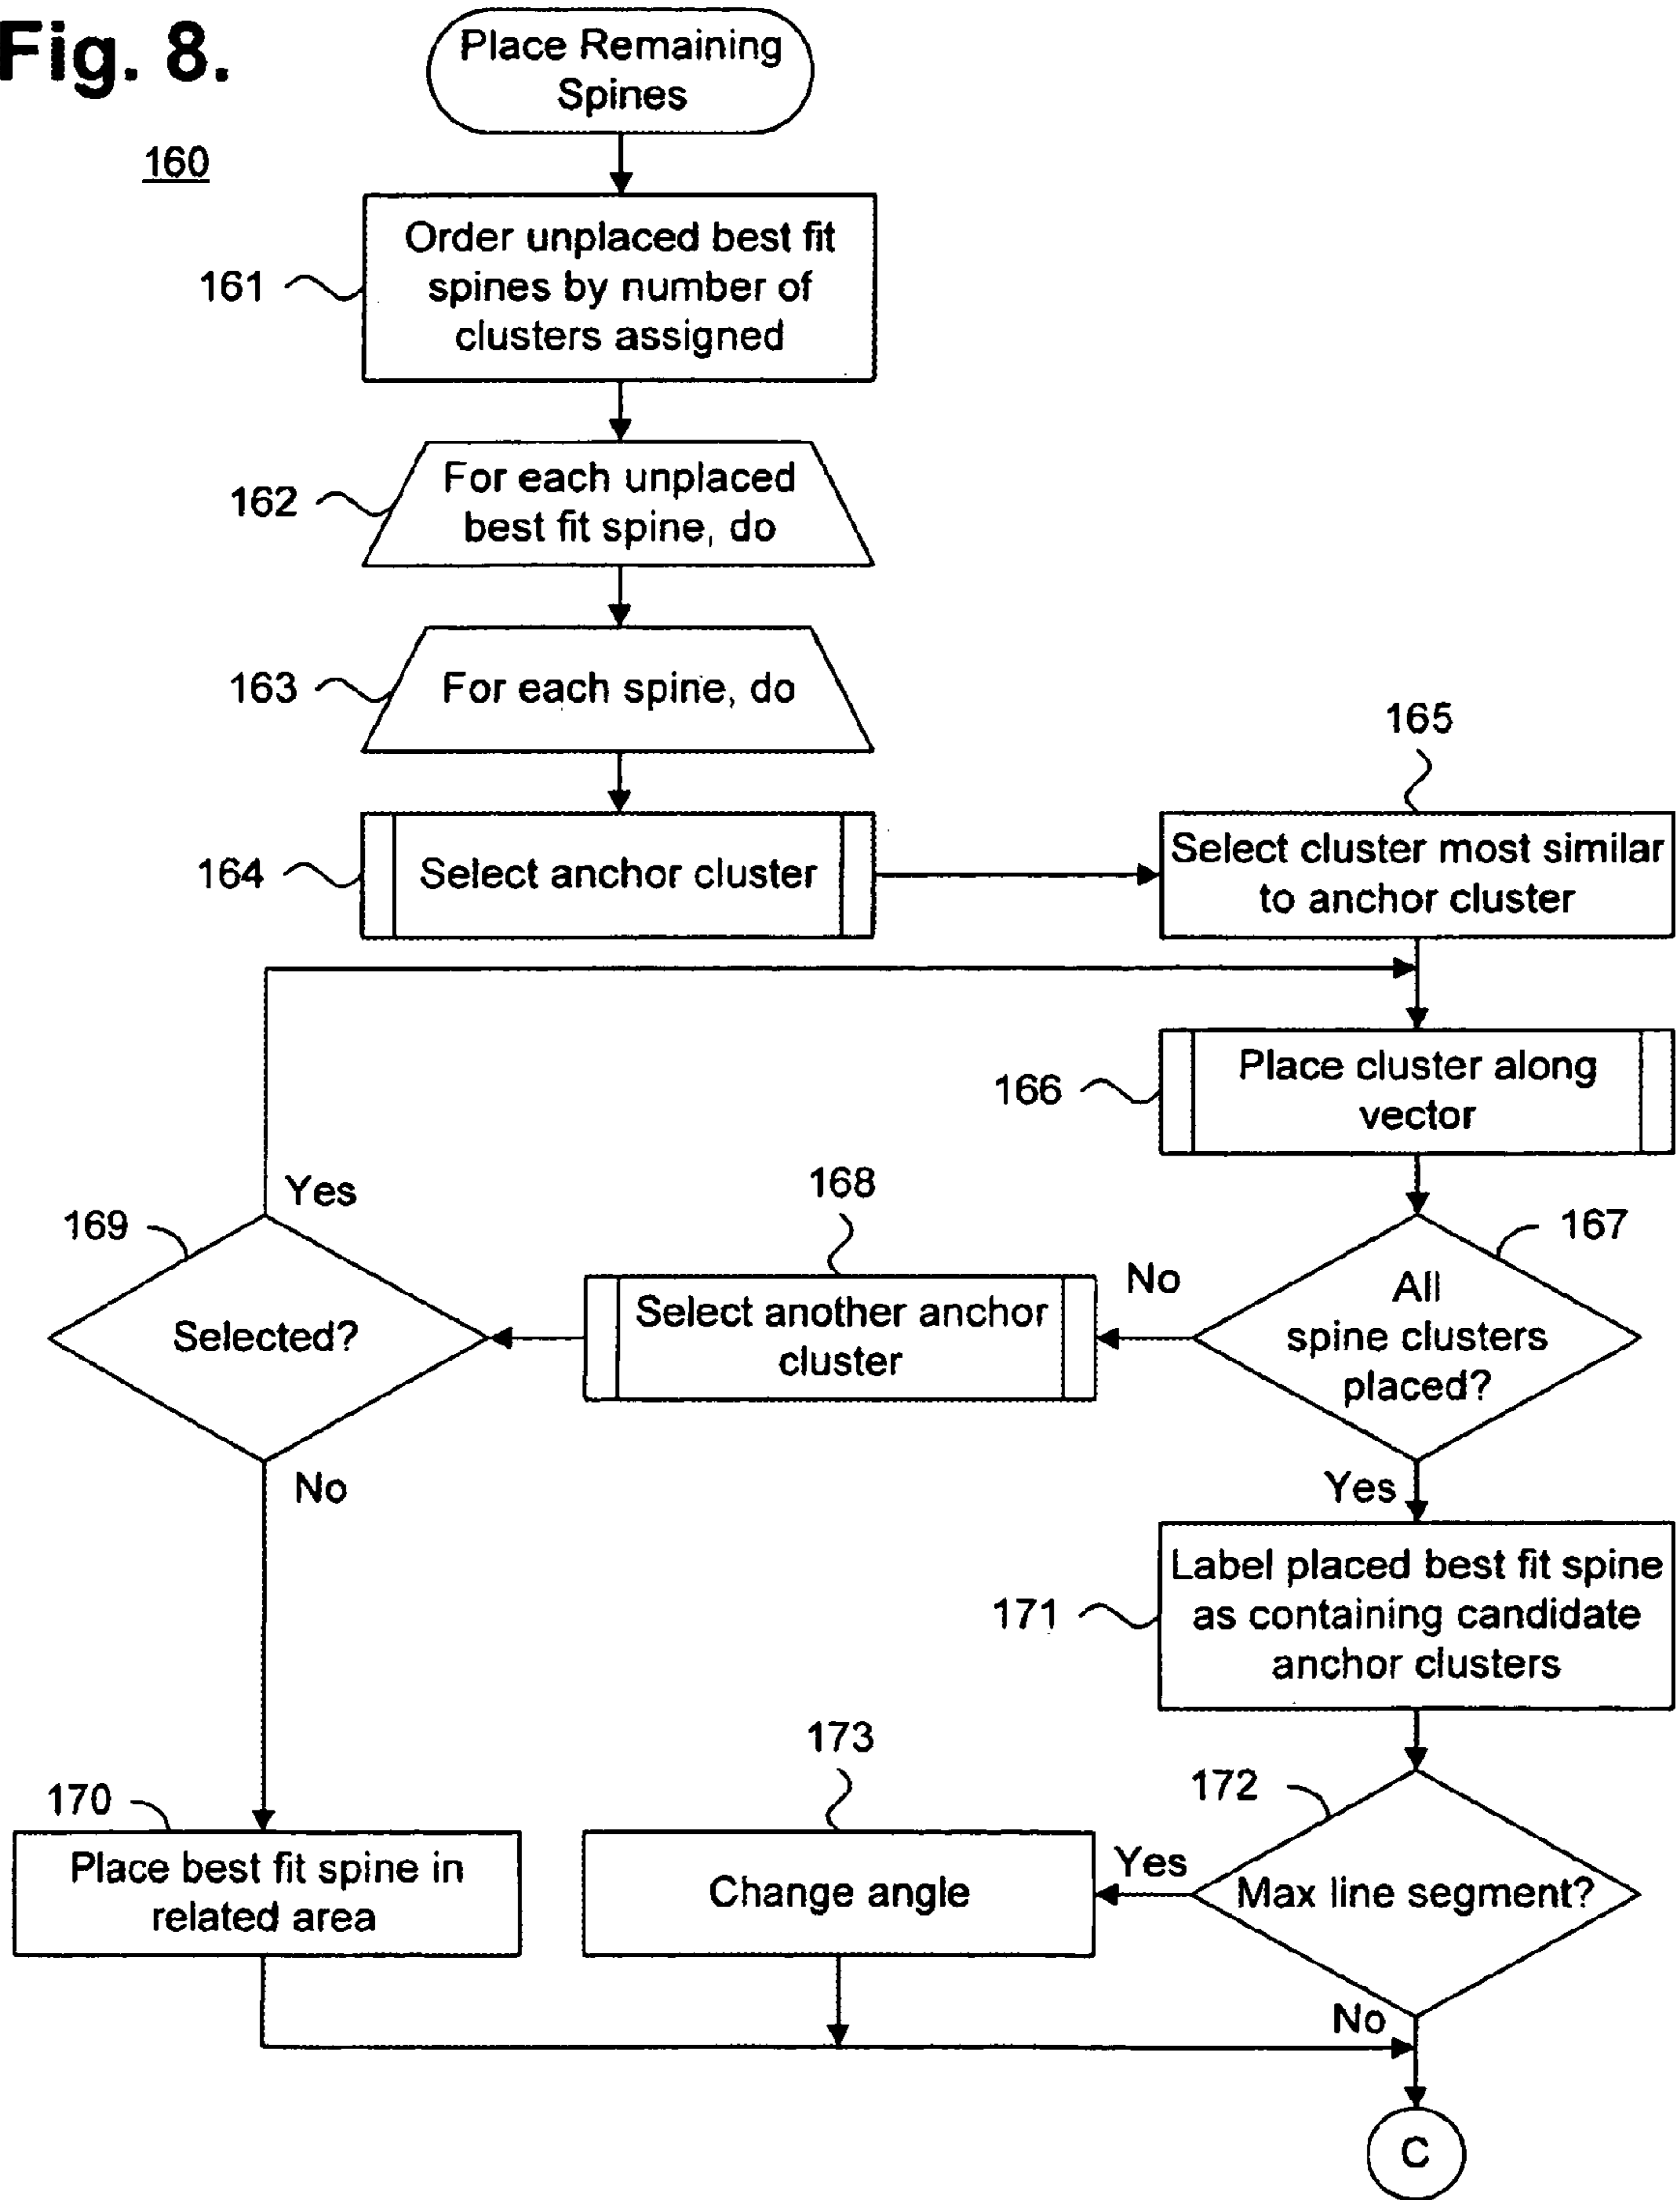 Fig. 8.
Place Remaining
Spines
160
Order unplaced best fit
spines by number of
clusters assigned
161
For each unplaced
best fit spine, do
162
For each spine, do
163
165
Select anchor cluster
164
Select cluster most similar
to anchor cluster
Place cluster along
vector
166
Yes
168
169
167
No
Selected?
Select another anchor
cluster
All
spine clusters
placed?
No
Yes
Label placed best fit spine
as containing candidate
anchor clusters
171
173
172
170
Place best fit spine in
related area
Change angle
Yes
Max line segment?
No
C